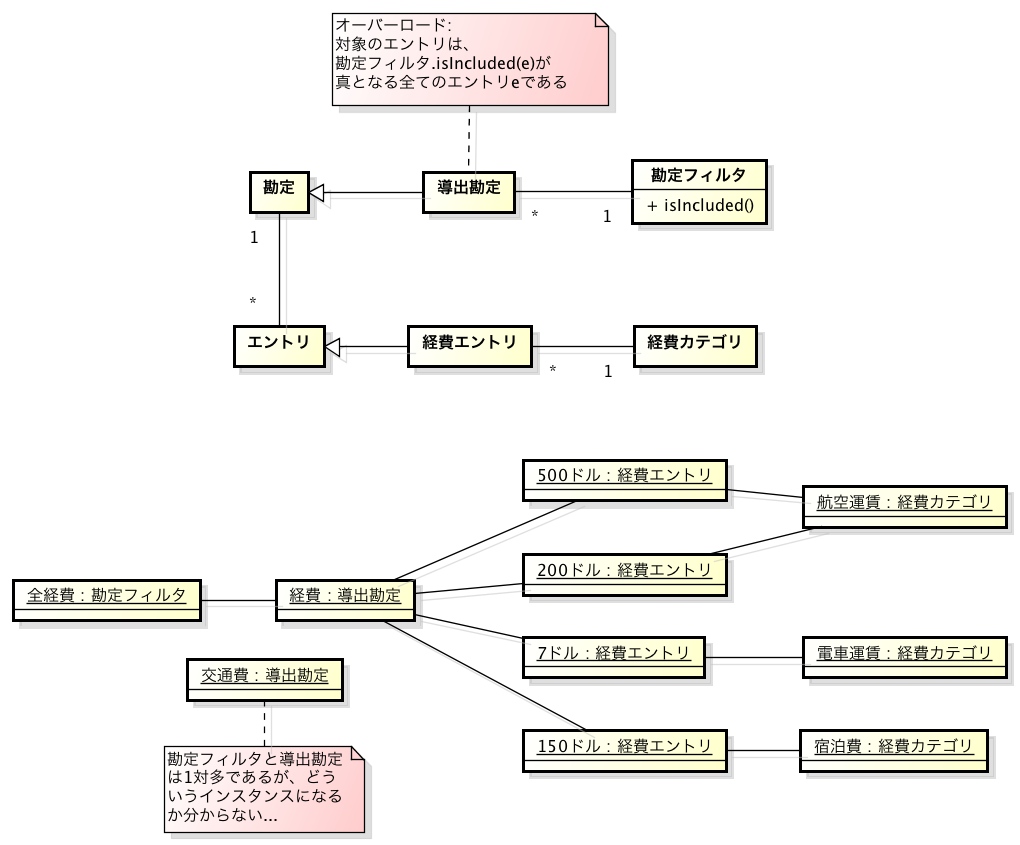 オーバーロード:
対象のエントリは、
勘定フィルタ.isIncluded(e)が
真となる全てのエントリeである
勘定
導出勘定
勘定フィルタ
+ isIncluded()
*
1
1
*
エントリ
経費エントリ
経費カテゴリ
*
1
500ドル：経費エントリ
航空運賃：経費カテゴリ
200ドル：経費エントリ
全経費：勘定フィルタ
経費：導出勘定
7ドル：経費エントリ
電車運賃：経費カテゴリ
交通費：導出勘定
150ドル：経費エントリ
宿泊費：経費カテゴリ
勘定フィルタと導出勘定
は1対多であるが、どう
いうインスタンスになる
か分からない...